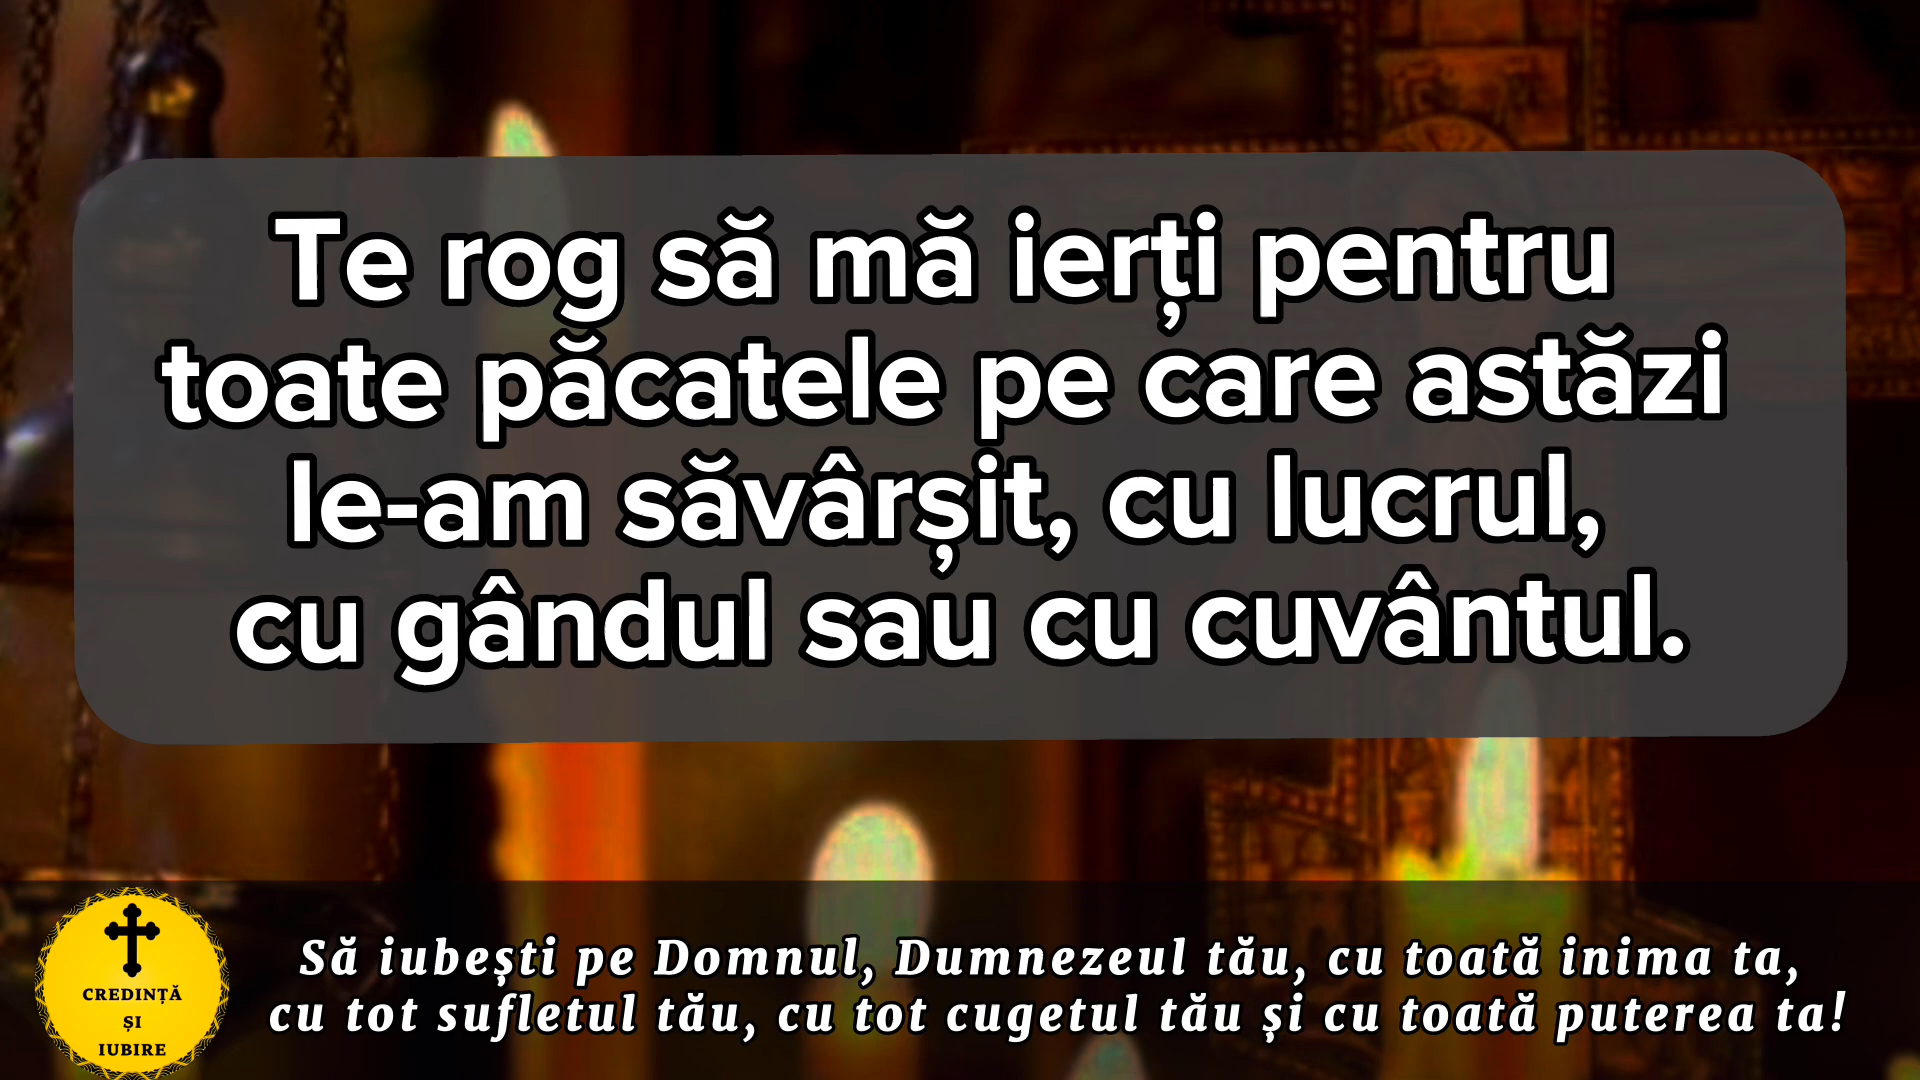 Te rog să mă ierți pentru
toate păcatele pe care astăzi
le-am săvârșit, cu lucrul,
cu gândul sau cu cuvântul.
CREDINȚĂ
ȘI
IUBIRE
Să iubești pe Domnul, Dumnezeul tău, cu toată inima ta,
cu tot sufletul tău, cu tot cugetul tău și cu toată puterea ta!